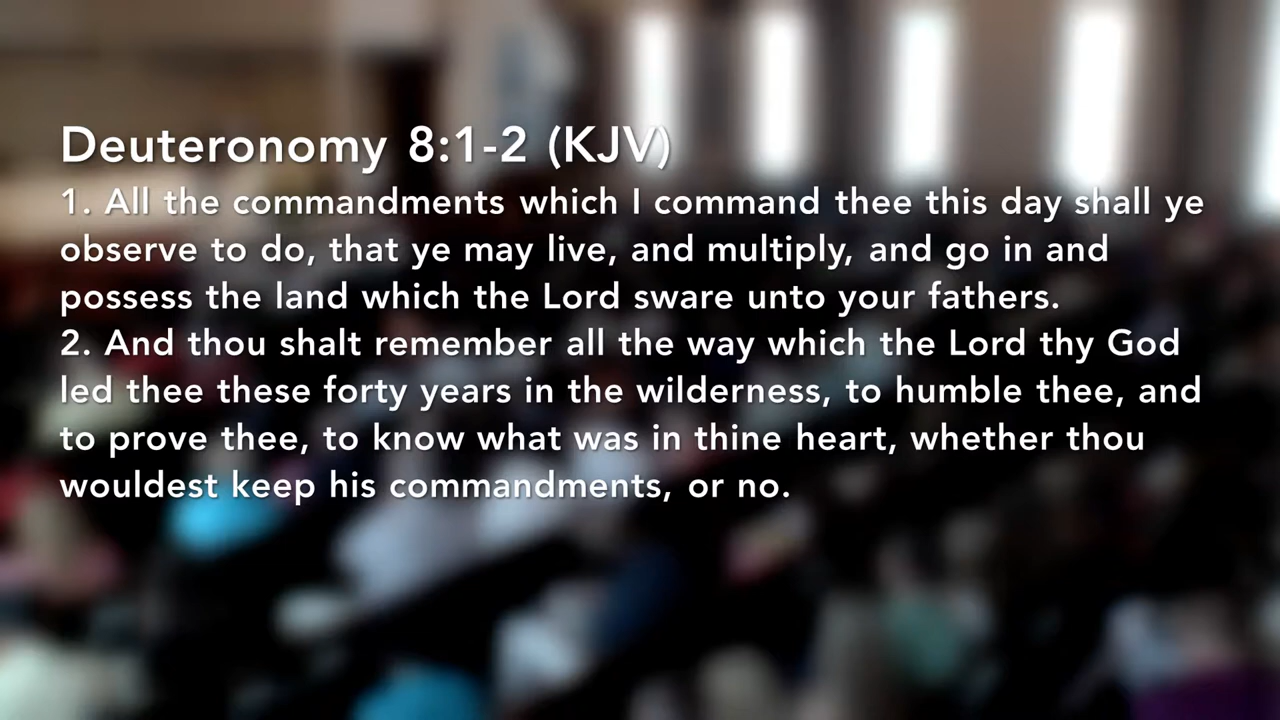 Deuteronomy 8:1-2 (KJV)
1. All the commandments which I command thee this day shall ye
observe to do, that ye may live, and multiply, and go in and
possess the land which the Lord sware unto your fathers.
2. And thou shalt remember all the way which the Lord thy God
led thee these forty years in the wilderness, to humble thee, and
to prove thee, to know what was in thine heart, whether thou
wouldest keep his commandments, or no.